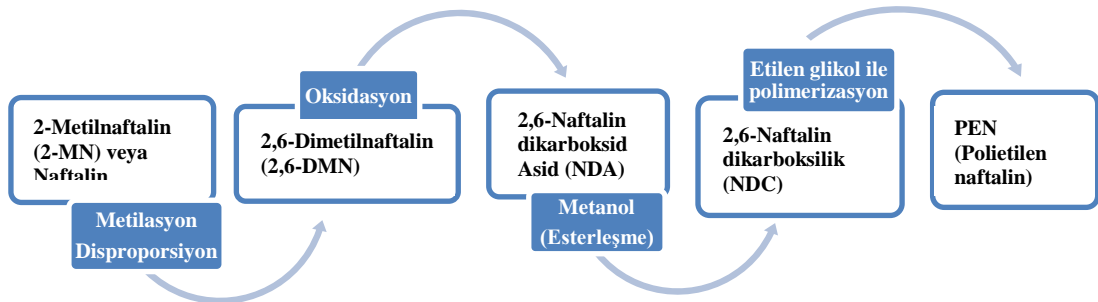 2-Metilnaftalin
(2-MN) veya
Naftalin
Metilasyon
Disproporsiyon
Oksidasyon
2,6-Dimetilnaftalin
(2,6-DMN)
2,6-Naftalin
dikarboksid
Asid (NDA)
Metanol
(Esterleşme)
Etilen glikol ile
polimerizasyon
2,6-Naftalin
dikarboksilik
(NDC)
PEN
(Polietilen
naftalin)